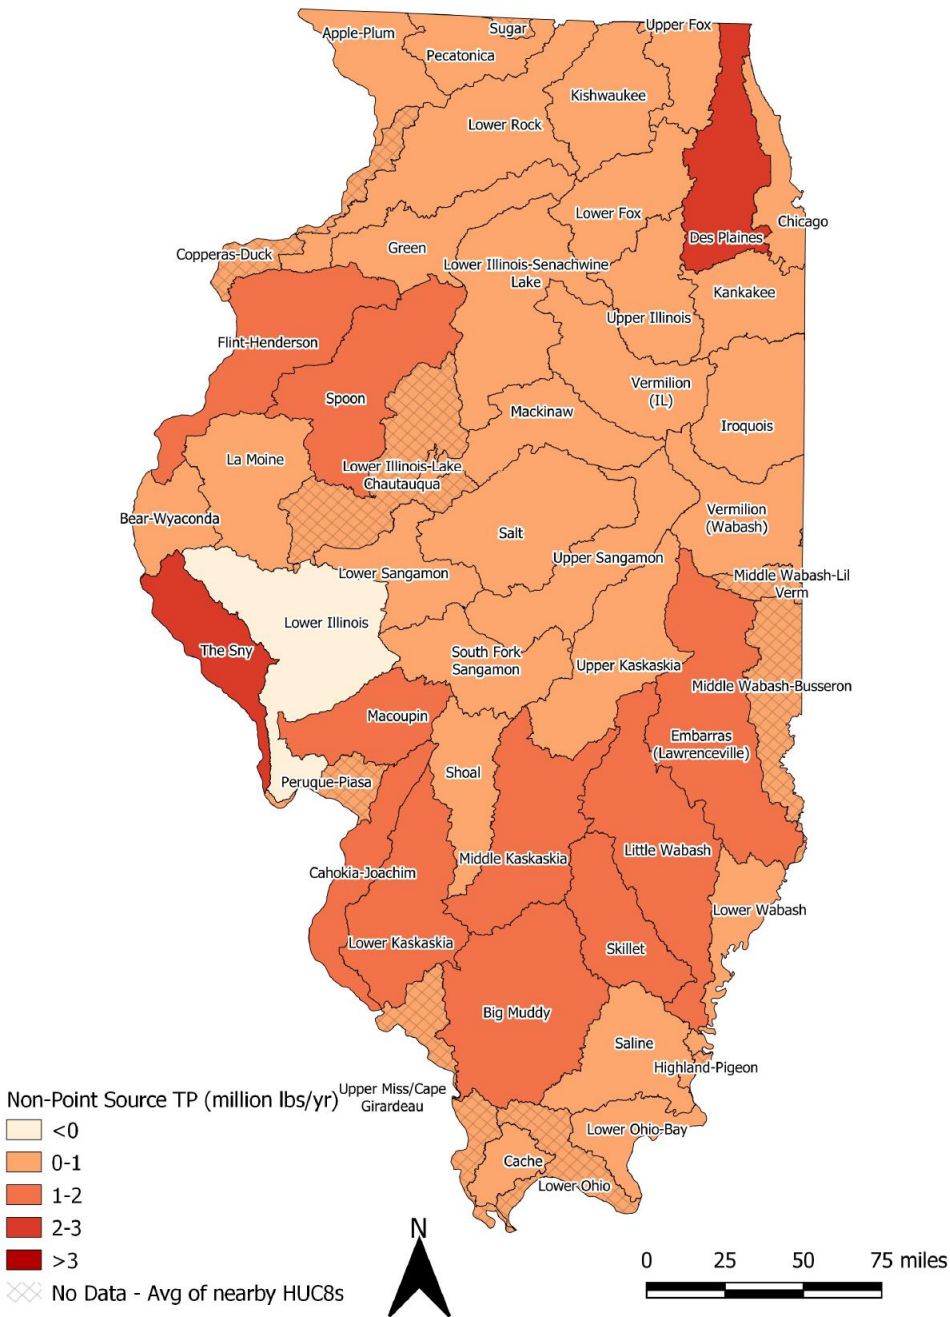 Upper Fox
Sugar
Apple-Plum
Pecatonica
Kishwaukee
Lower Rock
Lower Fox
Chicago
Des Plaines
Green
Copperas-Duck
Lower Illinois-Senachwine
Lake
Kankakee
Upper Illinois
Flint-Henderson
Vermilion
(IL)
Spoon
Mackinaw
Iroquois
La Moine
Lower Illinois-Lake
Chautauqua
Bear-Wyaconda
Vermilion
(Wabash)
Salt
Upper Sangamon
Lower Sangamon
Middle Wabash-Lil
Verm
Lower Illinois
The Sny
South Fork
Sangamon
Upper Kaskaskia
Middle Wabash-Busseron
Macoupin
Embarras
(Lawrenceville)
Shoal
Peruque-Piasa
Little Wabash
Middle Kaskaskia
Cahokia-Joachim
Lower Wabash
Lower Kaskaskia
Skillet
Big Muddy
Saline
Highland-Pigeon
Upper Miss/Cape
Girardeau
Lower Ohio-Bay
Cache
Lower Ohio
Non-Point Source TP (million lbs/yr)
<0
0-1
1-2
2-3
>3
No Data - Avg of nearby HUC8s
N
0 25 50 75 miles